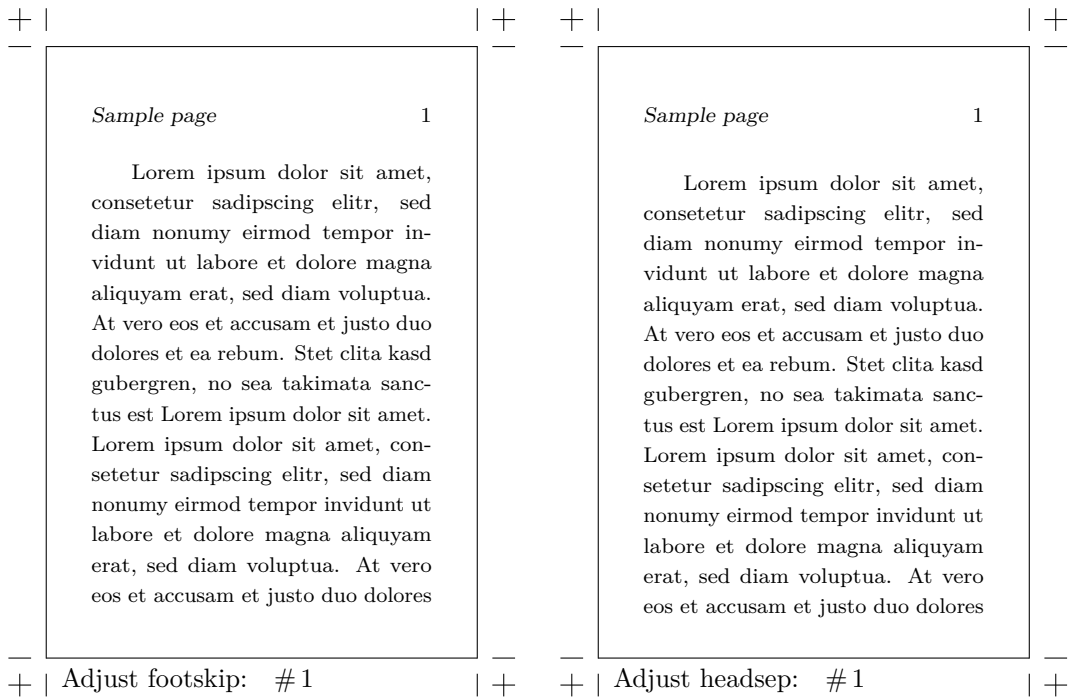 Sample page 1
Lorem ipsum dolor sit amet,
consetetur sadipscing elitr, sed
diam nonumy eirmod tempor in-
vidunt ut labore et dolore magna
aliquyam erat, sed diam voluptua.
At vero eos et accusam et justo duo
dolores et ea rebum. Stet clita kasd
gubergren, no sea takimata sanc-
tus est Lorem ipsum dolor sit amet.
Lorem ipsum dolor sit amet, con-
setetur sadipscing elitr, sed diam
nonumy eirmod tempor invidunt ut
labore et dolore magna aliquyam
erat, sed diam voluptua. At vero
eos et accusam et justo duo dolores
Adjust footskip: #1
Sample page 1
Lorem ipsum dolor sit amet,
consetetur sadipscing elitr, sed
diam nonumy eirmod tempor in-
vidunt ut labore et dolore magna
aliquyam erat, sed diam voluptua.
At vero eos et accusam et justo duo
dolores et ea rebum. Stet clita kasd
gubergren, no sea takimata sanc-
tus est Lorem ipsum dolor sit amet.
Lorem ipsum dolor sit amet, con-
setetur sadipscing elitr, sed diam
nonumy eirmod tempor invidunt ut
labore et dolore magna aliquyam
erat, sed diam voluptua. At vero
eos et accusam et justo duo dolores
Adjust headsep: #1